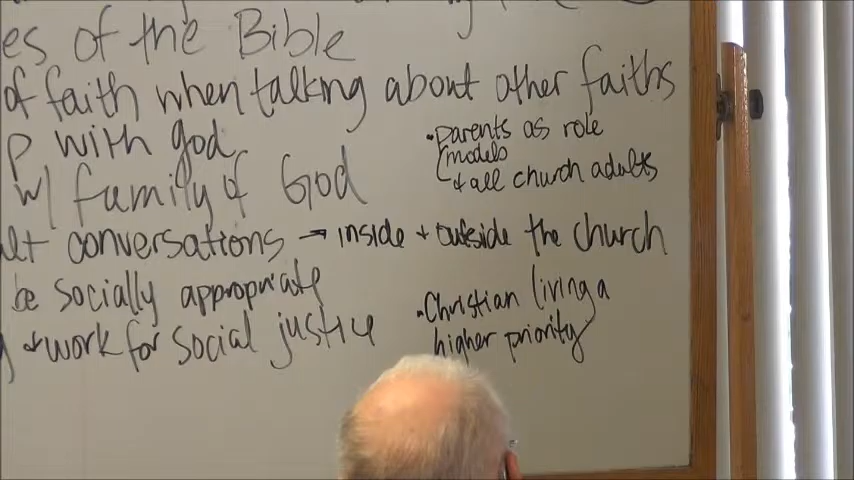 es of the Bible
of faith when talking about other faiths
p with god
• parents as role
models
+ all church adults
w/ family of God
conversations → inside + outside the church
be socially appropriate
• Christian living a
higher priority
+ work for social justice